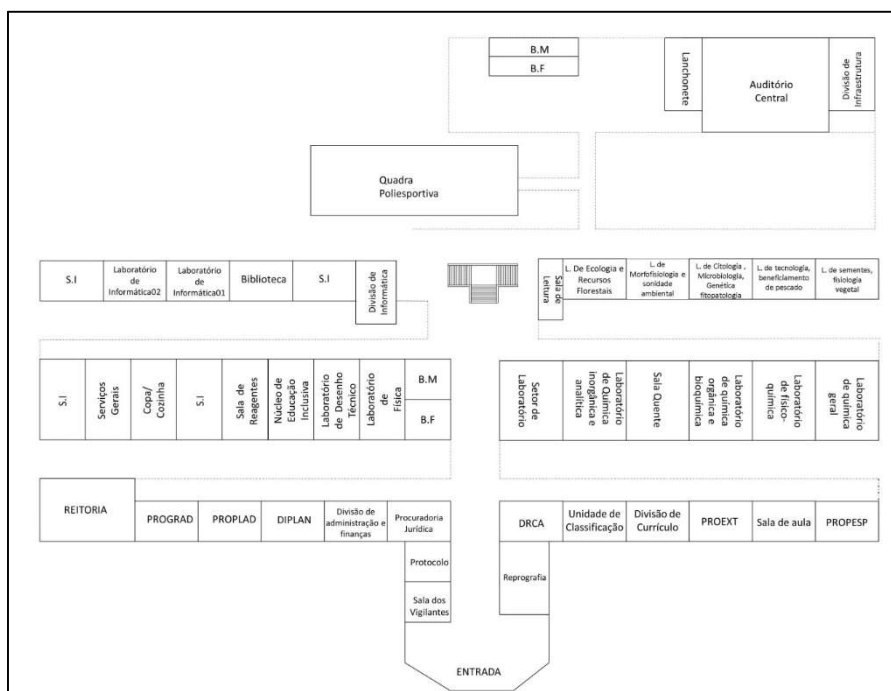 B.M
B.F
Lanchonete
Auditório
Central
Divisão de
Infraestrutura
Quadra
Poliesportiva
S.I
Laboratório
de
Informática02
Laboratório
de
Informática01
Biblioteca
S.I
Divisão de
Informática
Sala de
Leitura
L. De Ecologia e
Recursos
Florestais
L. de
Morfofisiologia e
sonidade
ambiental
L. de Citologia ,
Microbiologia,
Genética
fitopatologia
L. de tecnologia,
beneficiamento
de pescado
L. de sementes,
fisiologia
vegetal
S.I
Serviços
Gerais
Copa/
Cozinha
S.I
Sala de
Reagentes
Núcleo de
Educação
Inclusiva
Laboratório
de Desenho
Técnico
Laboratório
de
Física
B.M
B.F
Setor de
Laboratório
Laboratório
de Química
inorgânica e
analítica
Sala Quente
Laboratório
de química
orgânica e
bioquímica
Laboratório
de físico-
química
Laboratório
de química
geral
REITORIA
PROGRAD
PROPLAD
DIPLAN
Divisão de
administração e
finanças
Procuradoria
Jurídica
DRCA
Unidade de
Classificação
Divisão de
Currículo
PROEXT
Sala de aula
PROPESP
Protocolo
Reprografia
Sala dos
Vigilantes
ENTRADA